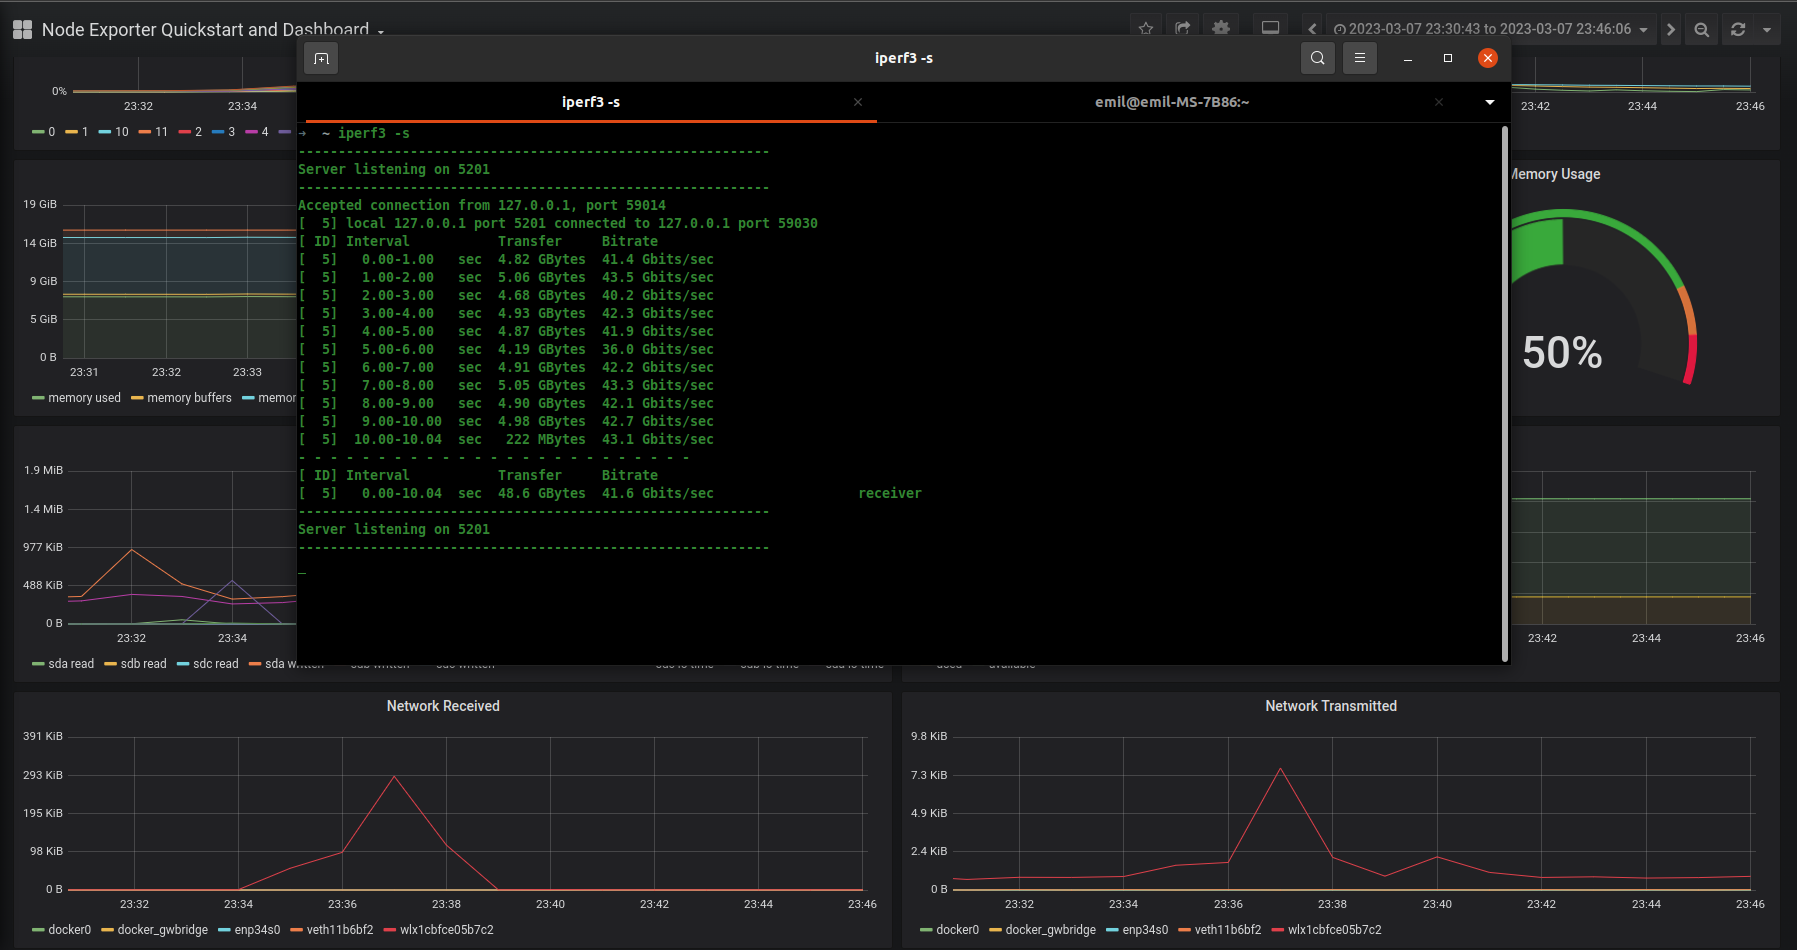 Node Exporter Quickstart and Dashboard
2023-03-07 23:30:43 to 2023-03-07 23:46:06
iperf3 -s
iperf3 -s
emil@emil-MS-7B86:~
→ ~ iperf3 -s
-----------------------------------------------------------
Server listening on 5201
-----------------------------------------------------------
Accepted connection from 127.0.0.1, port 59014
[  5] local 127.0.0.1 port 5201 connected to 127.0.0.1 port 59030
[ ID] Interval           Transfer     Bitrate
[  5]   0.00-1.00   sec  4.82 GBytes  41.4 Gbits/sec
[  5]   1.00-2.00   sec  5.06 GBytes  43.5 Gbits/sec
[  5]   2.00-3.00   sec  4.68 GBytes  40.2 Gbits/sec
[  5]   3.00-4.00   sec  4.93 GBytes  42.3 Gbits/sec
[  5]   4.00-5.00   sec  4.87 GBytes  41.9 Gbits/sec
[  5]   5.00-6.00   sec  4.19 GBytes  36.0 Gbits/sec
[  5]   6.00-7.00   sec  4.91 GBytes  42.2 Gbits/sec
[  5]   7.00-8.00   sec  5.05 GBytes  43.3 Gbits/sec
[  5]   8.00-9.00   sec  4.90 GBytes  42.1 Gbits/sec
[  5]   9.00-10.00  sec  4.98 GBytes  42.7 Gbits/sec
[  5]  10.00-10.04  sec   222 MBytes  43.1 Gbits/sec
- - - - - - - - - - - - - - - - - - - - - - - - -
[ ID] Interval           Transfer     Bitrate
[  5]   0.00-10.04  sec  48.6 GBytes  41.6 Gbits/sec                  receiver
-----------------------------------------------------------
Server listening on 5201
-----------------------------------------------------------
0%
23:32 23:34
0 1 10 11 2 3 4
23:42 23:44 23:46
19 GiB
14 GiB
9 GiB
5 GiB
0 B
23:31 23:32 23:33
memory used memory buffers
Memory Usage
50%
1.9 MiB
1.4 MiB
977 KiB
488 KiB
0 B
23:32 23:34
sda read sdb read sdc read sda written
23:42 23:44 23:46
Network Received
391 KiB
293 KiB
195 KiB
98 KiB
0 B
23:32 23:34 23:36 23:38 23:40 23:42 23:44 23:46
docker0 docker_gwbridge enp34s0 veth11b6bf2 wlx1cbfce05b7c2
Network Transmitted
9.8 KiB
7.3 KiB
4.9 KiB
2.4 KiB
0 B
23:32 23:34 23:36 23:38 23:40 23:42 23:44 23:46
docker0 docker_gwbridge enp34s0 veth11b6bf2 wlx1cbfce05b7c2